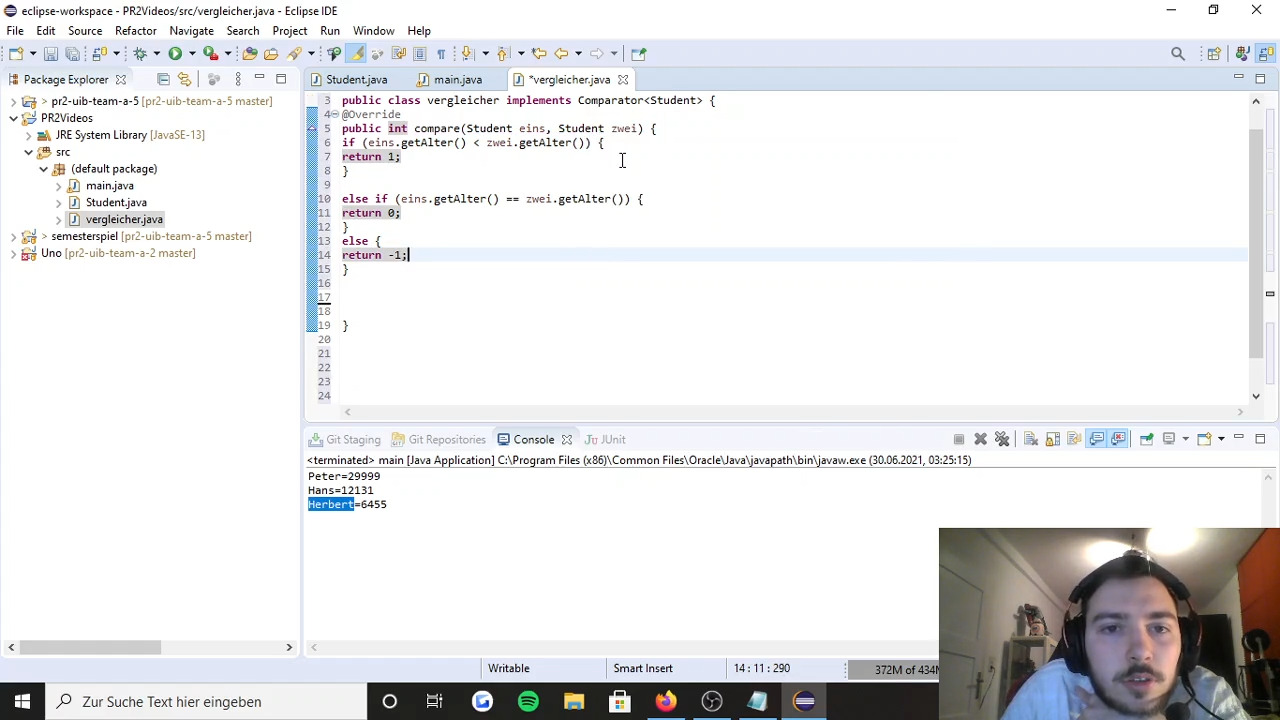 eclipse-workspace - PR2Videos/src/vergleicher.java - Eclipse IDE
File Edit Source Refactor Navigate Search Project Run Window Help
Package Explorer
Student.java main.java *vergleicher.java
> pr2-uib-team-a-5 [pr2-uib-team-a-5 master]
PR2Videos
JRE System Library [JavaSE-13]
src
(default package)
main.java
Student.java
vergleicher.java
> semesterspiel [pr2-uib-team-a-5 master]
Uno [pr2-uib-team-a-2 master]
3 public class vergleicher implements Comparator<Student> {
4 @Override
5 public int compare(Student eins, Student zwei) {
6 if (eins.getAlter() < zwei.getAlter()) {
7 return 1;
8 }
9
10 else if (eins.getAlter() == zwei.getAlter()) {
11 return 0;
12 }
13 else {
14 return -1;
15 }
16
17
18
19 }
20
21
22
23
24
Git Staging Git Repositories Console JUnit
<terminated> main [Java Application] C:\Program Files (x86)\Common Files\Oracle\Java\javapath\bin\javaw.exe (30.06.2021, 03:25:15)
Peter=29999
Hans=12131
Herbert=6455
Writable Smart Insert 14 : 11 : 290 372M of 434M
Zur Suche Text hier eingeben